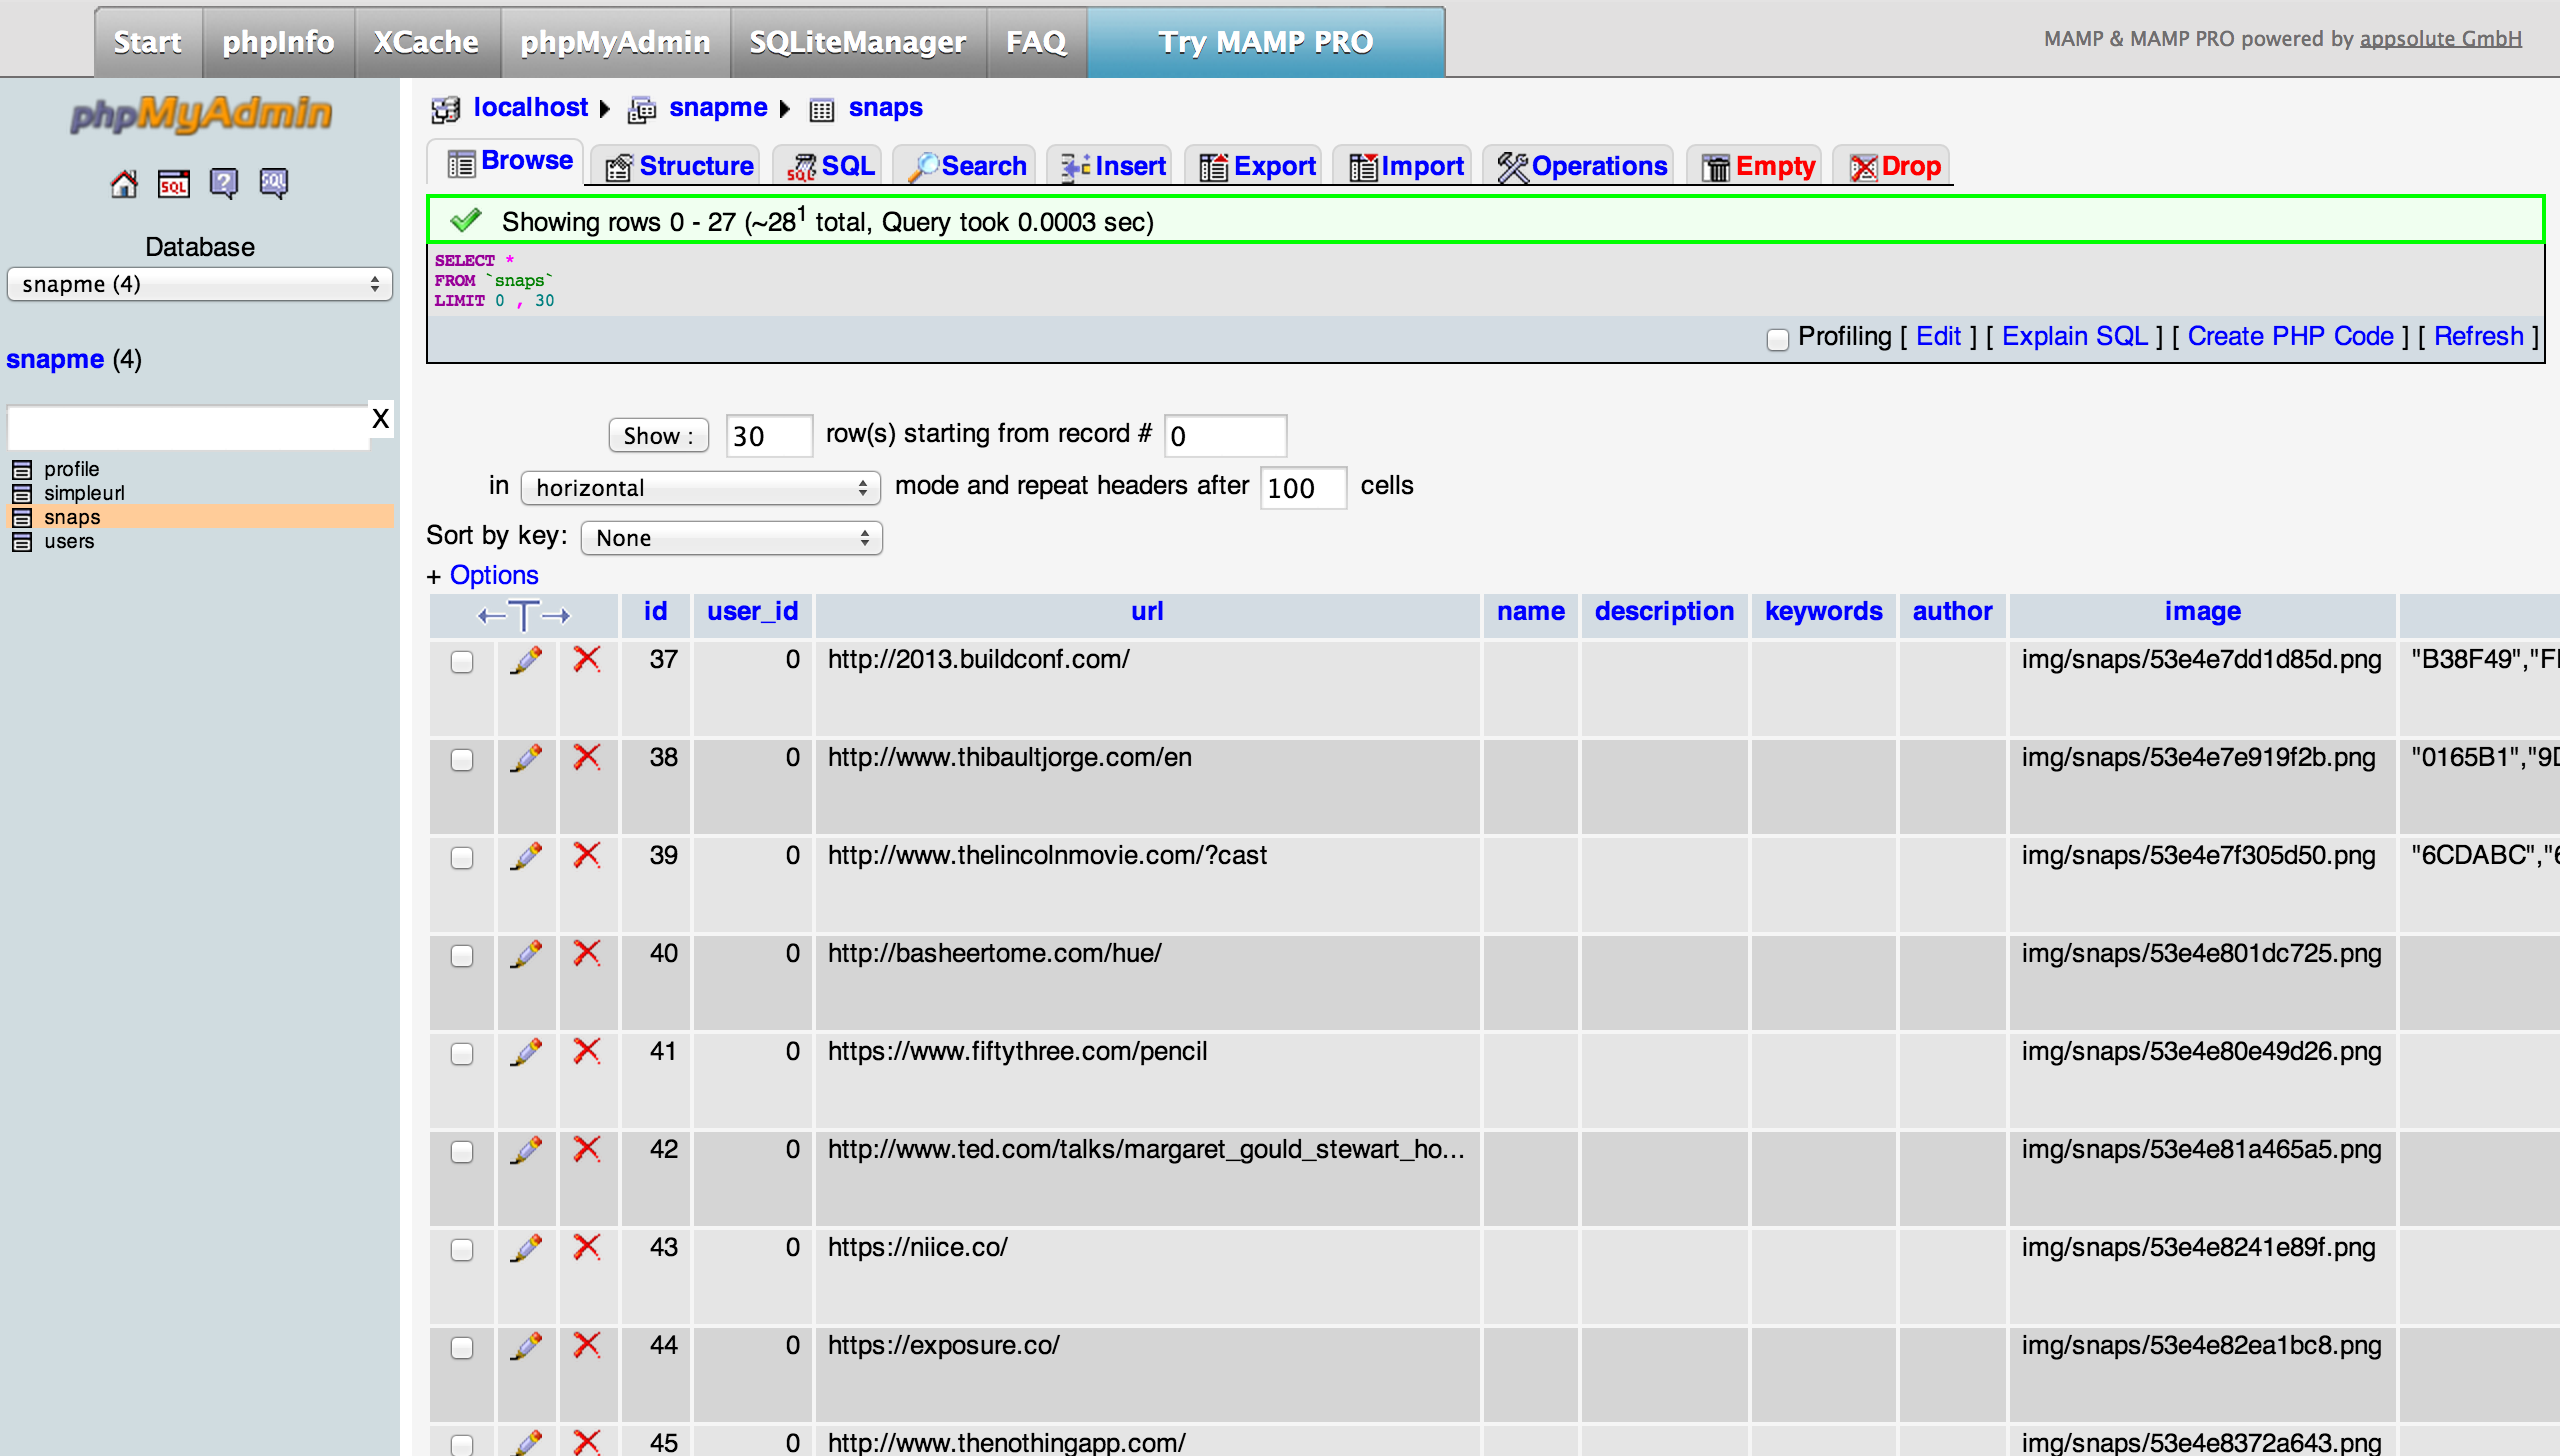 Start phpInfo XCache phpMyAdmin SQLiteManager FAQ Try MAMP PRO MAMP & MAMP PRO powered by appsolute GmbH
phpMyAdmin
SQL ? SQL
Database
snapme (4)
snapme (4)
X
profile
simpleurl
snaps
users
localhost snapme snaps
Browse Structure SQL Search Insert Export Import Operations Empty Drop
Showing rows 0 - 27 (~28¹ total, Query took 0.0003 sec)
SELECT *
FROM `snaps`
LIMIT 0 , 30
Profiling [ Edit ] [ Explain SQL ] [ Create PHP Code ] [ Refresh ]
Show : 30 row(s) starting from record # 0
in horizontal mode and repeat headers after 100 cells
Sort by key: None
+ Options
←T→ id user_id url name description keywords author image
37 0 http://2013.buildconf.com/ img/snaps/53e4e7dd1d85d.png "B38F49","F
38 0 http://www.thibaultjorge.com/en img/snaps/53e4e7e919f2b.png "0165B1","9D
39 0 http://www.thelincolnmovie.com/?cast img/snaps/53e4e7f305d50.png "6CDABC","6
40 0 http://basheertome.com/hue/ img/snaps/53e4e801dc725.png
41 0 https://www.fiftythree.com/pencil img/snaps/53e4e80e49d26.png
42 0 http://www.ted.com/talks/margaret_gould_stewart_ho... img/snaps/53e4e81a465a5.png
43 0 https://niice.co/ img/snaps/53e4e8241e89f.png
44 0 https://exposure.co/ img/snaps/53e4e82ea1bc8.png
45 0 http://www.thenothingapp.com/ img/snaps/53e4e8372a643.png